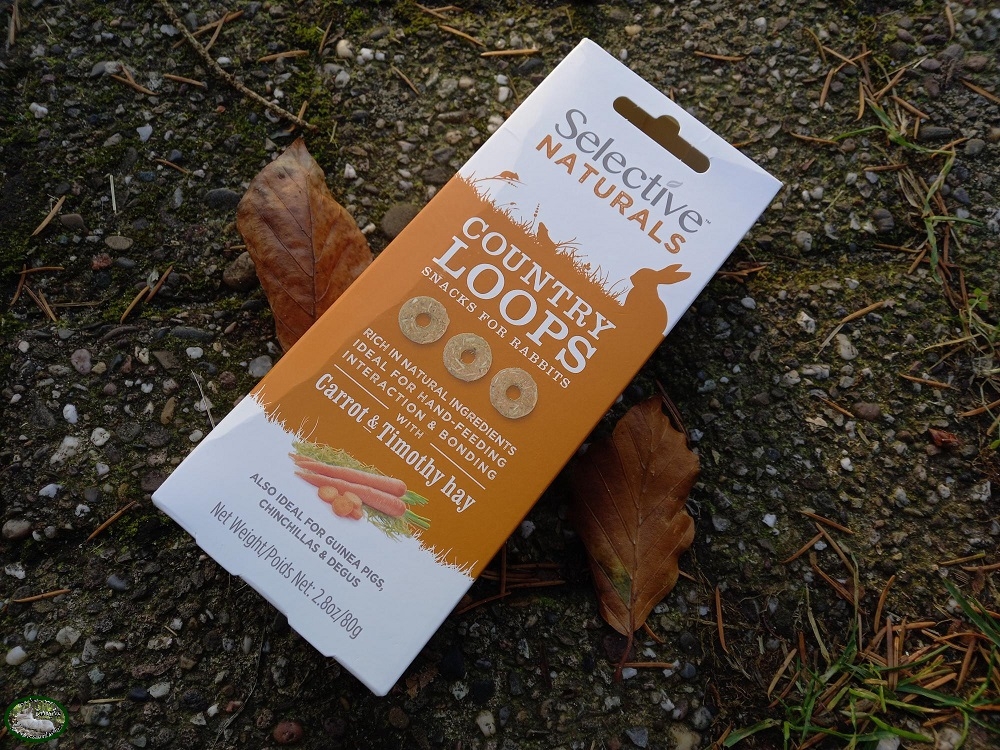 Selective™
NATURALS
COUNTRY
LOOPS
SNACKS FOR RABBITS
RICH IN NATURAL INGREDIENTS
IDEAL FOR HAND-FEEDING
INTERACTION & BONDING
WITH
Carrot & Timothy hay
ALSO IDEAL FOR GUINEA PIGS,
CHINCHILLAS & DEGUS
Net Weight/Poids Net: 2.8oz/80g